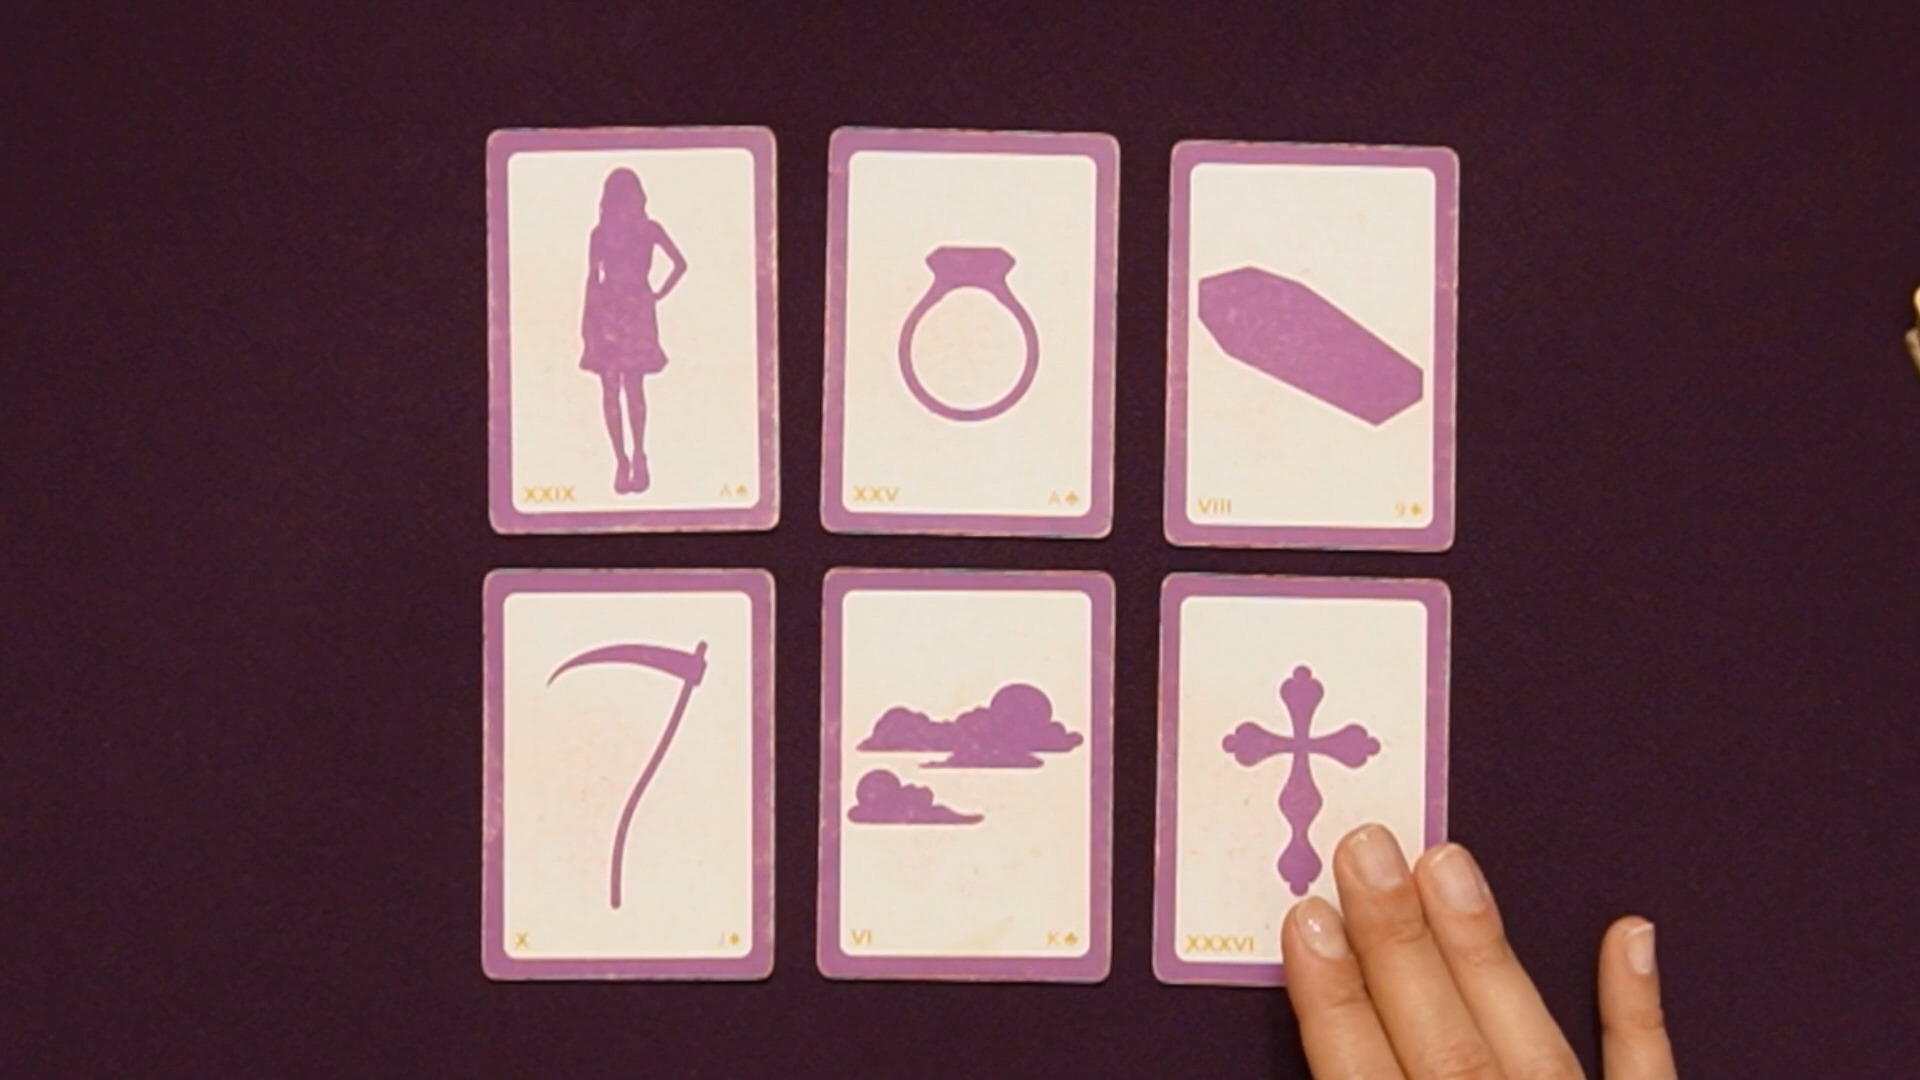 XXIX A♠
XXV A♣
VIII 9♦
X J♦
VI K♣
XXXVI